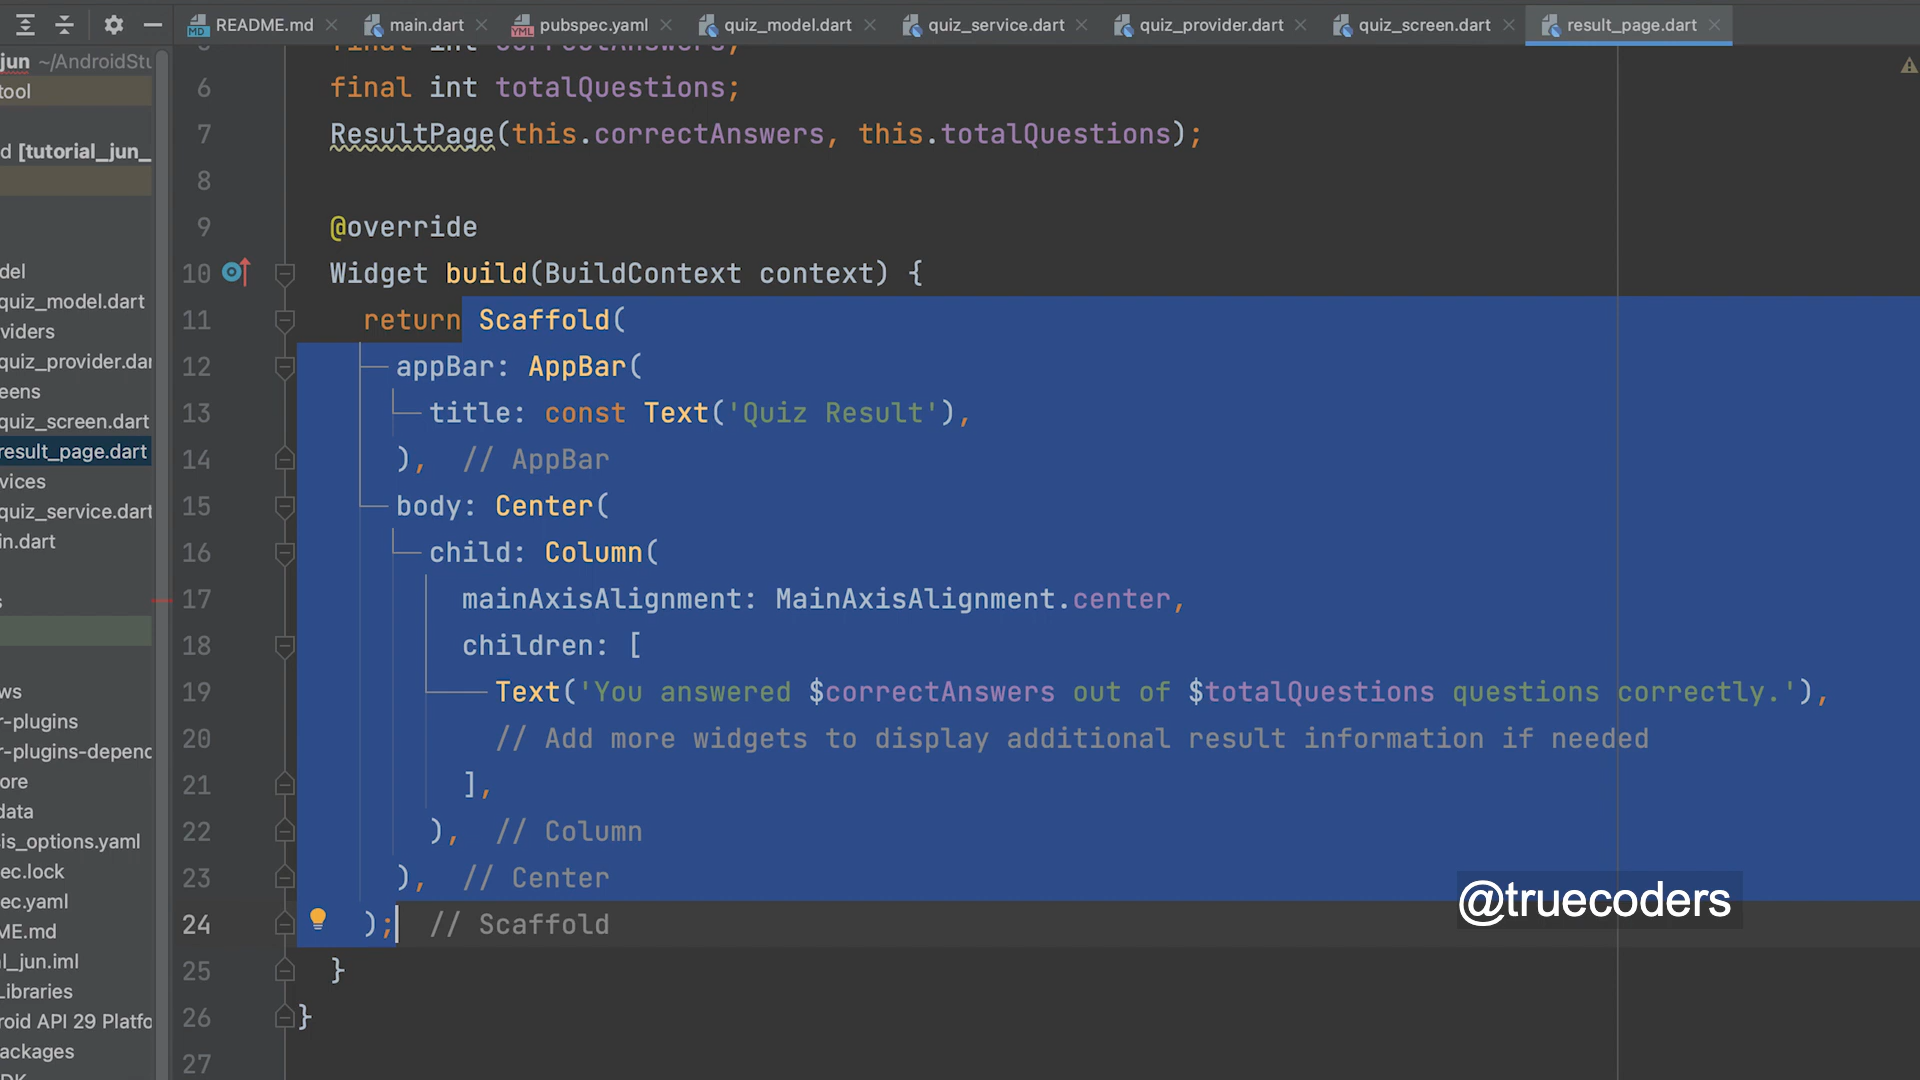 README.md
main.dart
pubspec.yaml
quiz_model.dart
quiz_service.dart
quiz_provider.dart
quiz_screen.dart
result_page.dart
jun ~/AndroidStu
tool
d [tutorial_jun_
del
quiz_model.dart
viders
quiz_provider.dar
eens
quiz_screen.dart
result_page.dart
vices
quiz_service.dart
in.dart
s
ws
r-plugins
r-plugins-depend
ore
data
sis_options.yaml
ec.lock
ec.yaml
ME.md
al_jun.iml
Libraries
roid API 29 Platfo
ackages
final int correctAnswers;
6 final int totalQuestions;
7 ResultPage(this.correctAnswers, this.totalQuestions);
8
9 @override
10 Widget build(BuildContext context) {
11 return Scaffold(
12 appBar: AppBar(
13 title: const Text('Quiz Result'),
14 ), // AppBar
15 body: Center(
16 child: Column(
17 mainAxisAlignment: MainAxisAlignment.center,
18 children: [
19 Text('You answered $correctAnswers out of $totalQuestions questions correctly.'),
20 // Add more widgets to display additional result information if needed
21 ],
22 ), // Column
23 ), // Center
24 ); // Scaffold
25 }
26 }
27
@truecoders